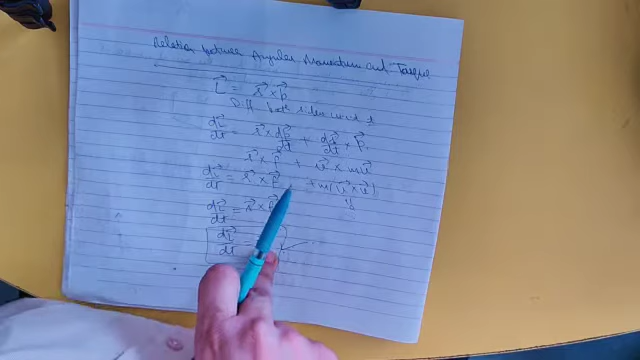 Relation between Angular Momentum and Torque
L⃗ = r⃗ × p⃗
Diff both sides w.r.t t
dL⃗/dt = r⃗ × dp⃗/dt + dr⃗/dt × p⃗
r⃗ × F⃗ + v⃗ × mv⃗
dL⃗/dt = r⃗ × F⃗ + m(v⃗ × v⃗)
dL⃗/dt = r⃗ ×
dL⃗/dt =